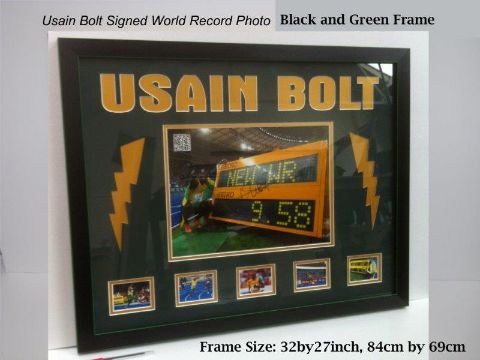 Usain Bolt Signed World Record Photo Black and Green Frame
USAIN BOLT
NEW WR
SEIKO
9.58
Frame Size: 32by27inch, 84cm by 69cm